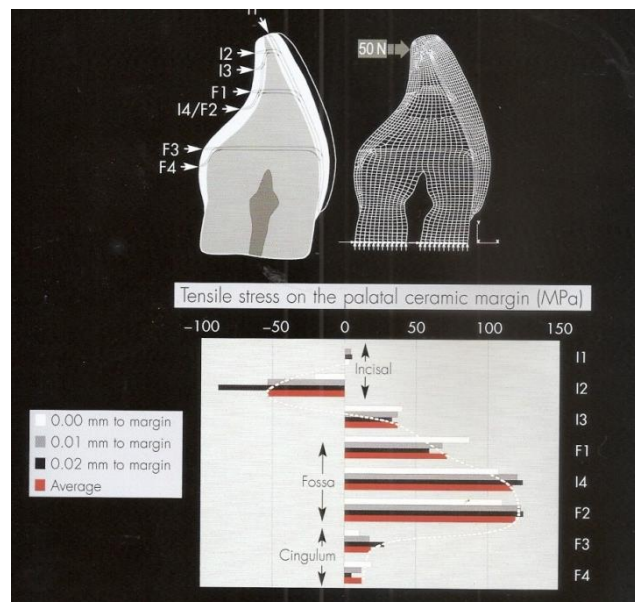 I1
I2
I3
F1
I4/F2
F3
F4
50 N
Tensile stress on the palatal ceramic margin (MPa)
–100 –50 0 50 100 150
Incisal
Fossa
Cingulum
I1
I2
I3
F1
I4
F2
F3
F4
0.00 mm to margin
0.01 mm to margin
0.02 mm to margin
Average